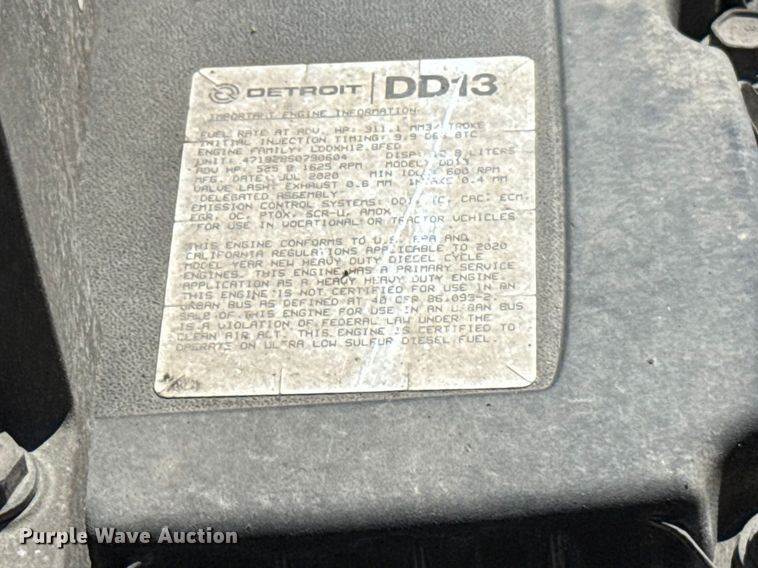 DETROIT | DD13
IMPORTANT ENGINE INFORMATION
FUEL RATE AT ADV. HP: 311.1 MM3/ TROKE
INITIAL INJECTION TIMING: 9.9 DE BTC
ENGINE FAMILY: LDDXH12.8FED
UNIT: 471928S0790604 DISP: LITERS
ADV HP: 525 @ 1625 RPM MODEL: DD13
MFG. DATE: JUL 2020 MIN IDLE 600 RPM
VALVE LASH: EXHAUST 0.6 MM INTAKE 0.4 MM
DELEGATED ASSEMBLY
EMISSION CONTROL SYSTEMS: DDI, TC, CAC, ECM,
EGR, OC, PTOX, SCR-U, AMOX
FOR USE IN VOCATIONAL OR TRACTOR VEHICLES
THIS ENGINE CONFORMS TO U.S. EPA AND
CALIFORNIA REGULATIONS APPLICABLE TO 2020
MODEL YEAR NEW HEAVY DUTY DIESEL CYCLE
ENGINES. THIS ENGINE HAS A PRIMARY SERVICE
APPLICATION AS A HEAVY HEAVY DUTY ENGINE.
THIS ENGINE IS NOT CERTIFIED FOR USE IN AN
URBAN BUS AS DEFINED AT 40 CFR 86.093-2.
SALE OF THIS ENGINE FOR USE IN AN URBAN BUS
IS A VIOLATION OF FEDERAL LAW UNDER THE
CLEAN AIR ACT. THIS ENGINE IS CERTIFIED TO
OPERATE ON ULTRA LOW SULFUR DIESEL FUEL.
Purple Wave Auction